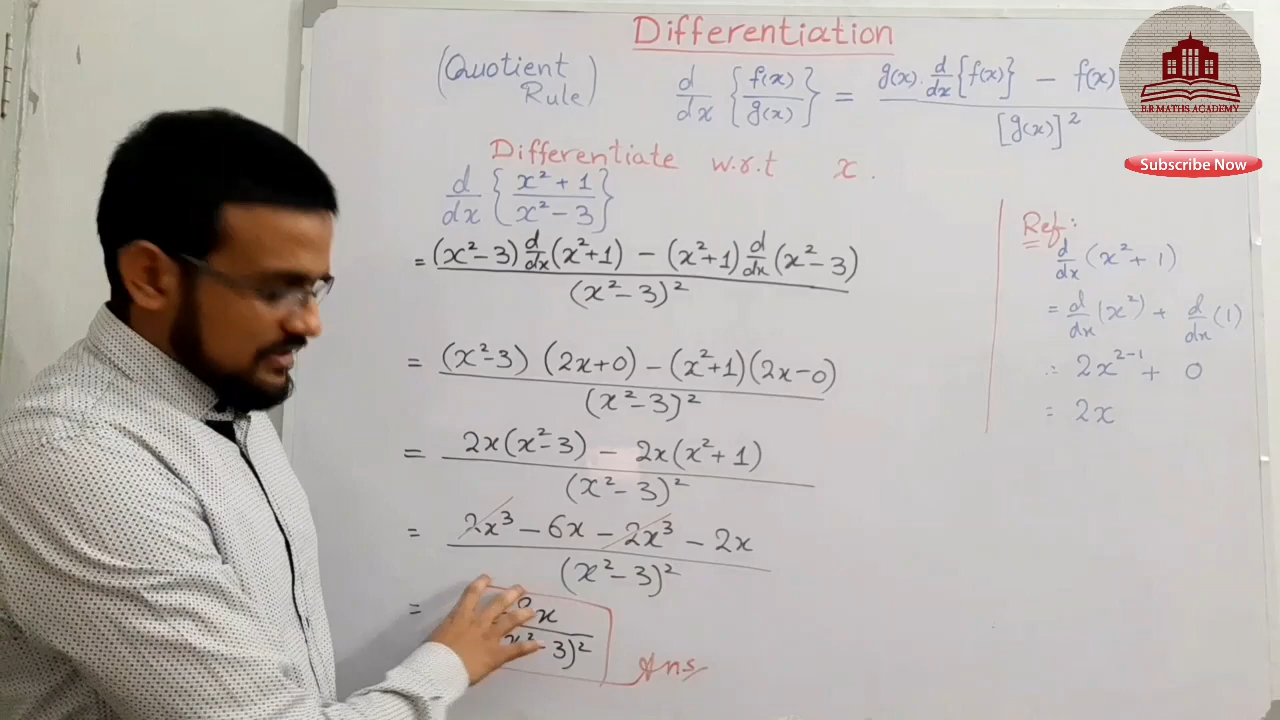 Differentiation
(Quotient Rule) d/dx {f(x)/g(x)} = g(x). d/dx {f(x)} − f(x) / [g(x)]²
B.R MATHS ACADEMY
Subscribe Now
Differentiate w.r.t x.
d/dx {x² + 1 / x² − 3}
= (x² − 3) d/dx (x² + 1) − (x² + 1) d/dx (x² − 3) / (x² − 3)²
= (x² − 3) (2x + 0) − (x² + 1)(2x − 0) / (x² − 3)²
= 2x(x² − 3) − 2x(x² + 1) / (x² − 3)²
= 2x³ − 6x − 2x³ − 2x / (x² − 3)²
= x / x² − 3)²
Ans
Ref:
d/dx (x² + 1)
= d/dx (x²) + d/dx (1)
= 2x²⁻¹ + 0
= 2x